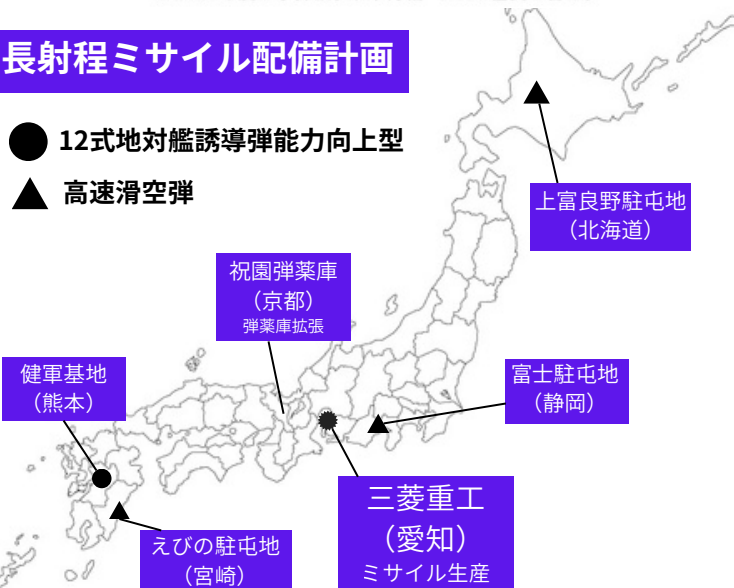 長射程ミサイル配備計画
12式地対艦誘導弾能力向上型
高速滑空弾
上富良野駐屯地
（北海道）
祝園弾薬庫
（京都）
弾薬庫拡張
健軍基地
（熊本）
富士駐屯地
（静岡）
三菱重工
（愛知）
ミサイル生産
えびの駐屯地
（宮崎）